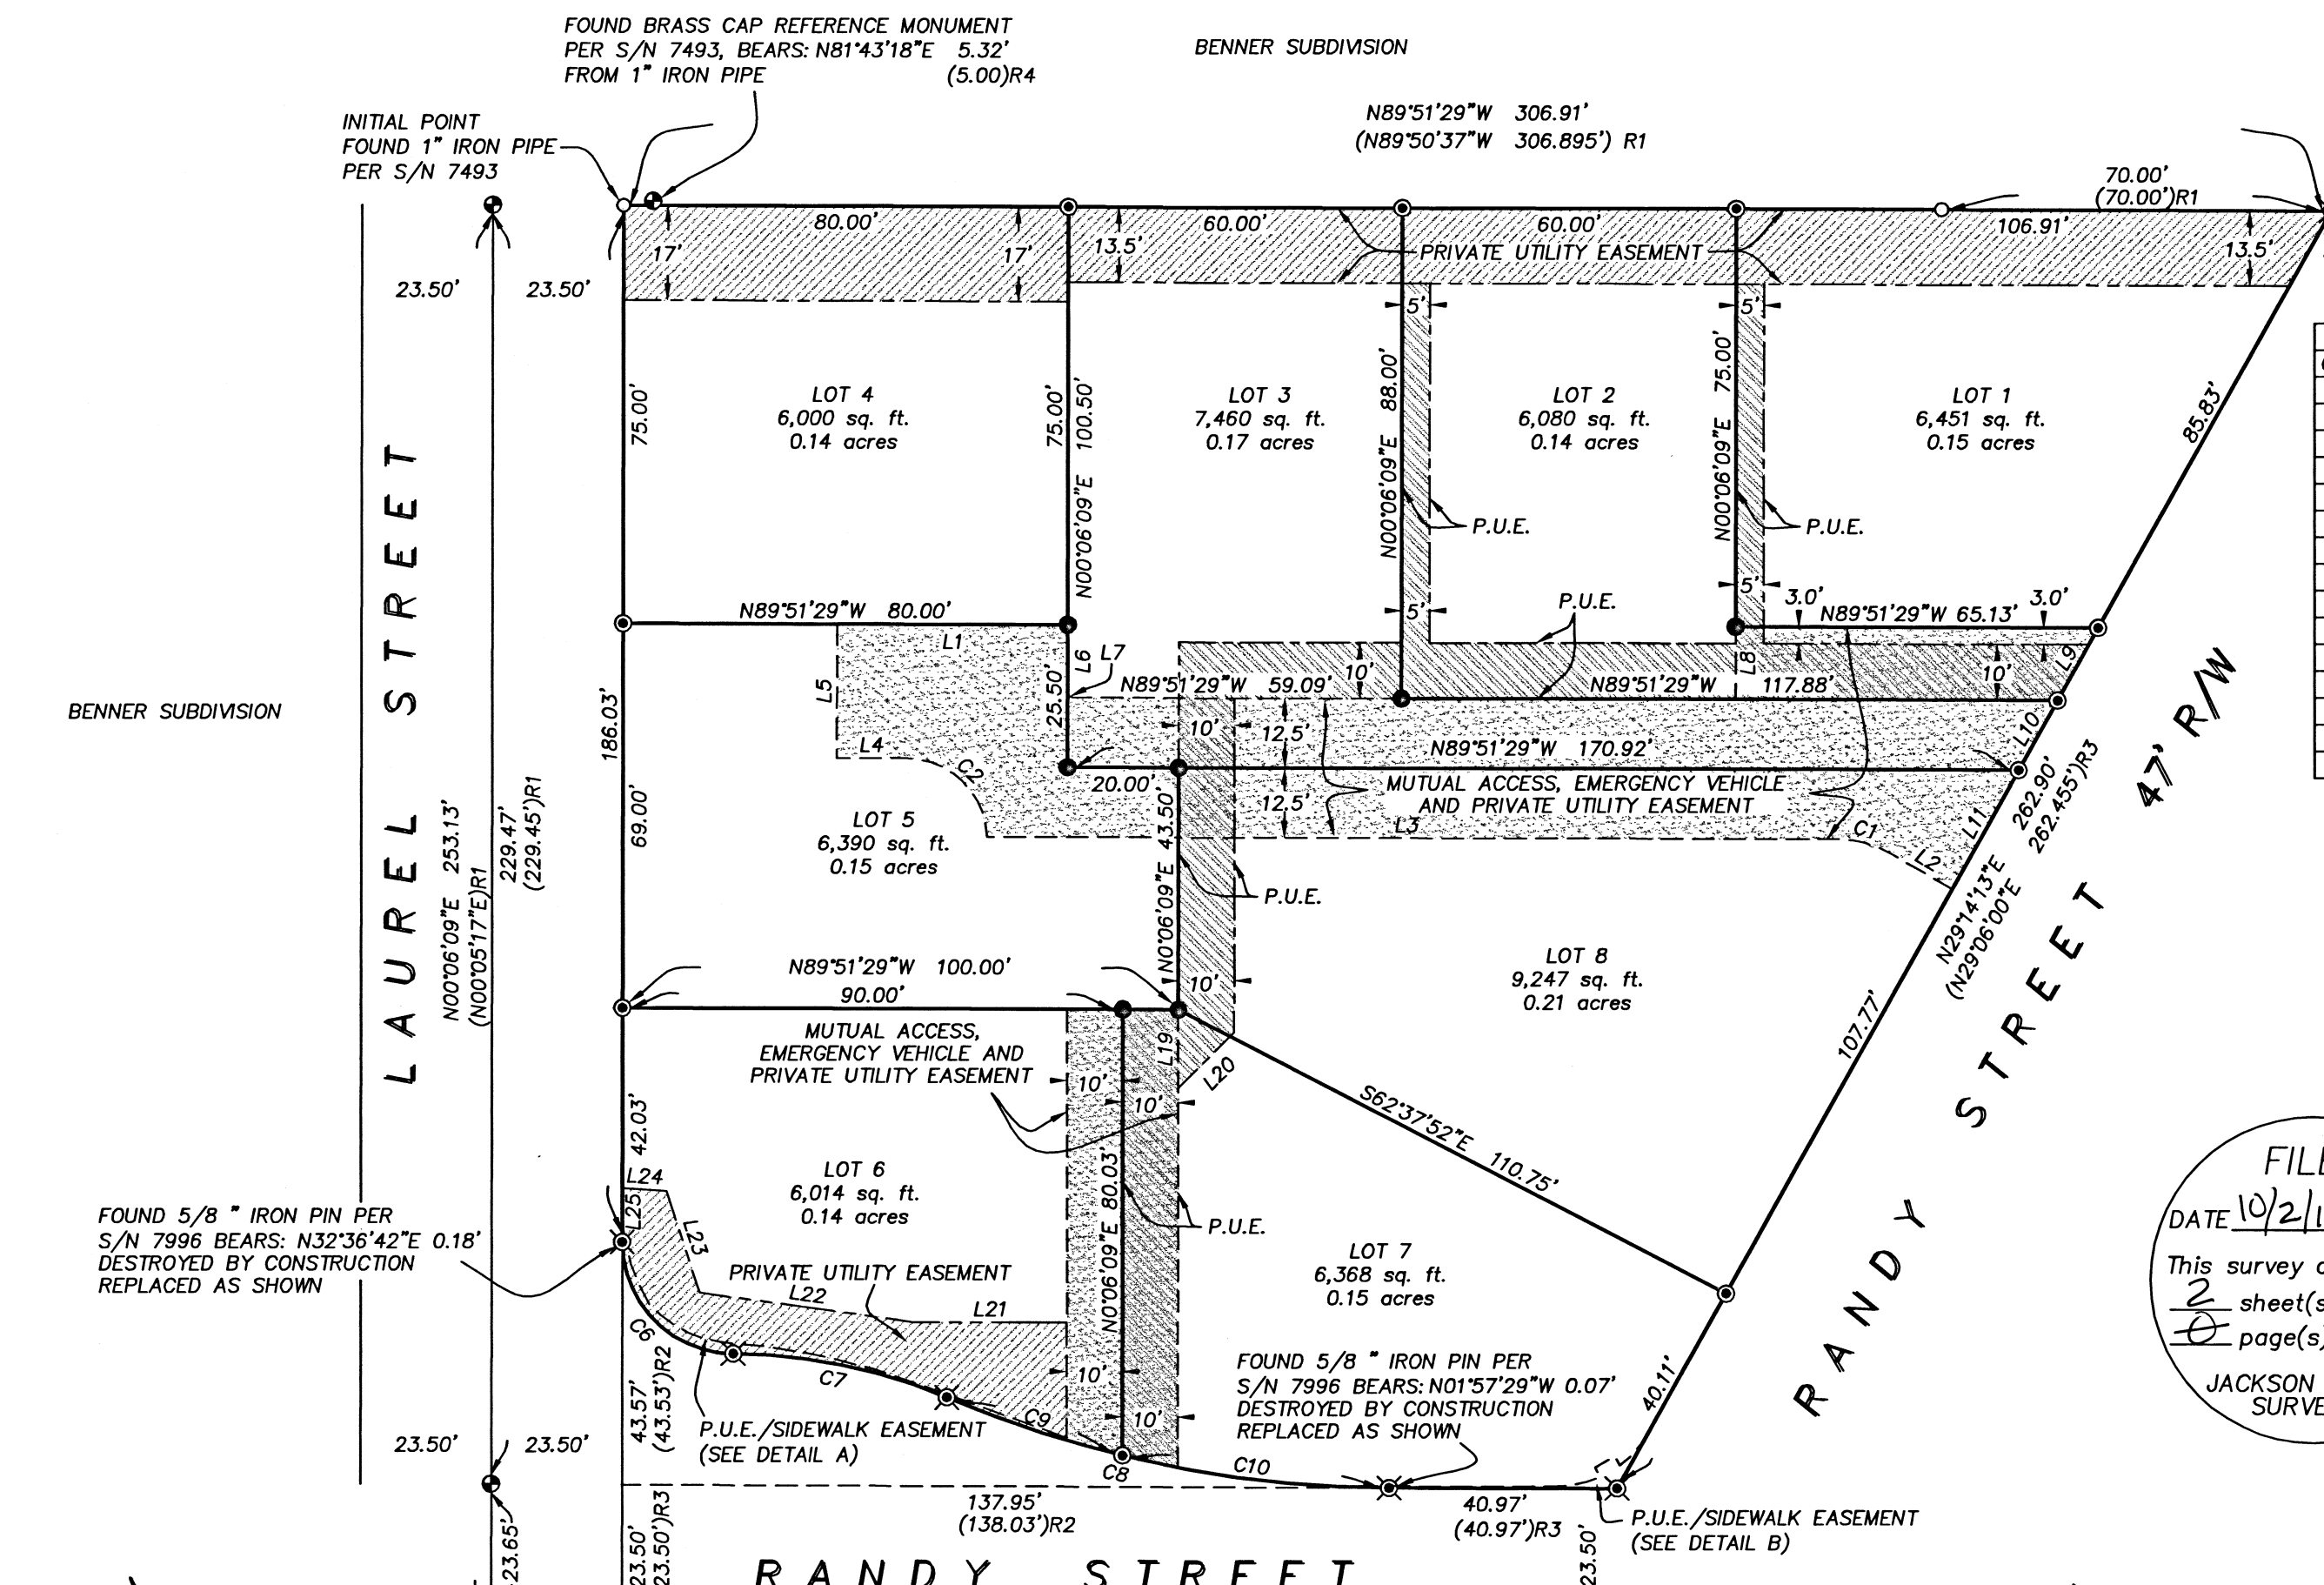 FOUND BRASS CAP REFERENCE MONUMENT
PER S/N 7493, BEARS: N81°43'18"E 5.32'
FROM 1" IRON PIPE (5.00)R4
BENNER SUBDIVISION
INITIAL POINT
FOUND 1" IRON PIPE
PER S/N 7493
N89°51'29"W 306.91'
(N89°50'37"W 306.895') R1
70.00'
(70.00')R1
80.00'
60.00'
60.00'
106.91'
17'
17'
13.5'
PRIVATE UTILITY EASEMENT
13.5'
23.50'
23.50'
5'
5'
75.00'
LOT 4
6,000 sq. ft.
0.14 acres
75.00'
N00°06'09"E 100.50'
LOT 3
7,460 sq. ft.
0.17 acres
N00°06'09"E 88.00'
LOT 2
6,080 sq. ft.
0.14 acres
N00°06'09"E 75.00'
LOT 1
6,451 sq. ft.
0.15 acres
85.83'
P.U.E.
P.U.E.
5'
5'
3.0'
3.0'
P.U.E.
N89°51'29"W 80.00'
N89°51'29"W 65.13'
L1
L5
L6
L7
L8
L9
10'
10'
BENNER SUBDIVISION
LAUREL STREET
186.03'
25.50'
N89°51'29"W 59.09'
N89°51'29"W 117.88'
L4
C2
10'
12.5'
L10
N89°51'29"W 170.92'
20.00'
12.5'
MUTUAL ACCESS, EMERGENCY VEHICLE
AND PRIVATE UTILITY EASEMENT
L3
C1
L2
L11
262.90'
262.455')R3
N29°14'13"E
(N29°06'00"E
47' R/W
N00°06'09"E 253.13'
(N00°05'17"E)R1
229.47'
(229.45')R1
69.00'
LOT 5
6,390 sq. ft.
0.15 acres
N0°06'09"E 43.50'
P.U.E.
LOT 8
9,247 sq. ft.
0.21 acres
N89°51'29"W 100.00'
90.00'
10'
107.77'
RANDY STREET
MUTUAL ACCESS,
EMERGENCY VEHICLE AND
PRIVATE UTILITY EASEMENT
L19
L20
10'
10'
S62°37'52"E 110.75'
42.03'
L24
L25
L23
LOT 6
6,014 sq. ft.
0.14 acres
N0°06'09"E 80.03'
P.U.E.
FOUND 5/8 " IRON PIN PER
S/N 7996 BEARS: N32°36'42"E 0.18'
DESTROYED BY CONSTRUCTION
REPLACED AS SHOWN
LOT 7
6,368 sq. ft.
0.15 acres
PRIVATE UTILITY EASEMENT
L22
L21
C6
C7
C9
10'
10'
C8
C10
FOUND 5/8 " IRON PIN PER
S/N 7996 BEARS: N01°57'29"W 0.07'
DESTROYED BY CONSTRUCTION
REPLACED AS SHOWN
40.11'
43.57'
(43.53')R2
P.U.E./SIDEWALK EASEMENT
(SEE DETAIL A)
23.50'
23.50'
137.95'
(138.03')R2
40.97'
(40.97')R3
P.U.E./SIDEWALK EASEMENT
(SEE DETAIL B)
23.65'
23.50'
23.50')R3
23.50'
RANDY STREET
FILE
DATE 10/2/1
This survey c
2 sheet(s
0 page(s)
JACKSON
SURVE